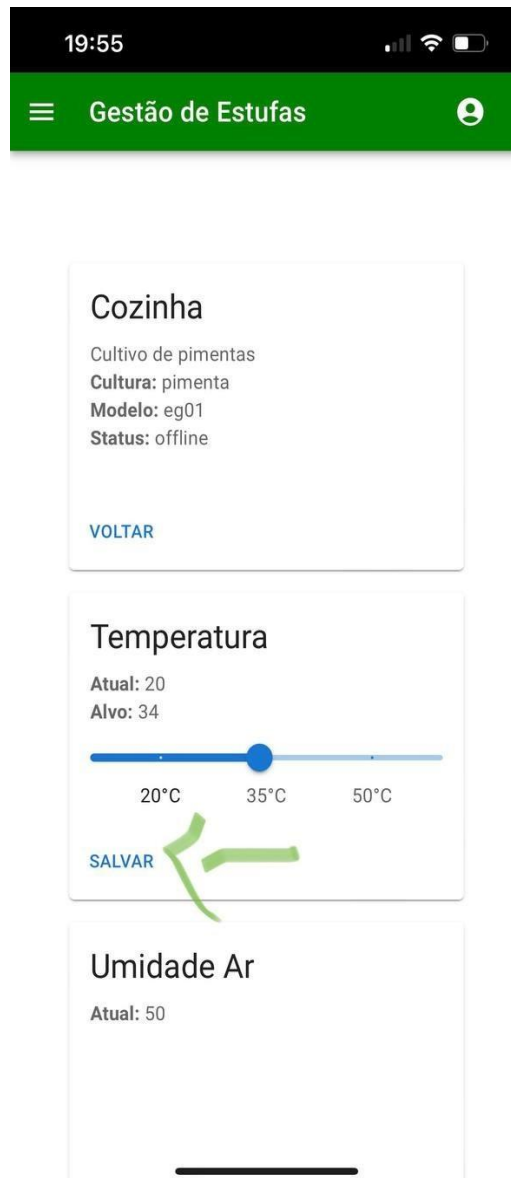 19:55
Gestão de Estufas
Cozinha
Cultivo de pimentas
Cultura: pimenta
Modelo: eg01
Status: offline
VOLTAR
Temperatura
Atual: 20
Alvo: 34
20°C 35°C 50°C
SALVAR
Umidade Ar
Atual: 50